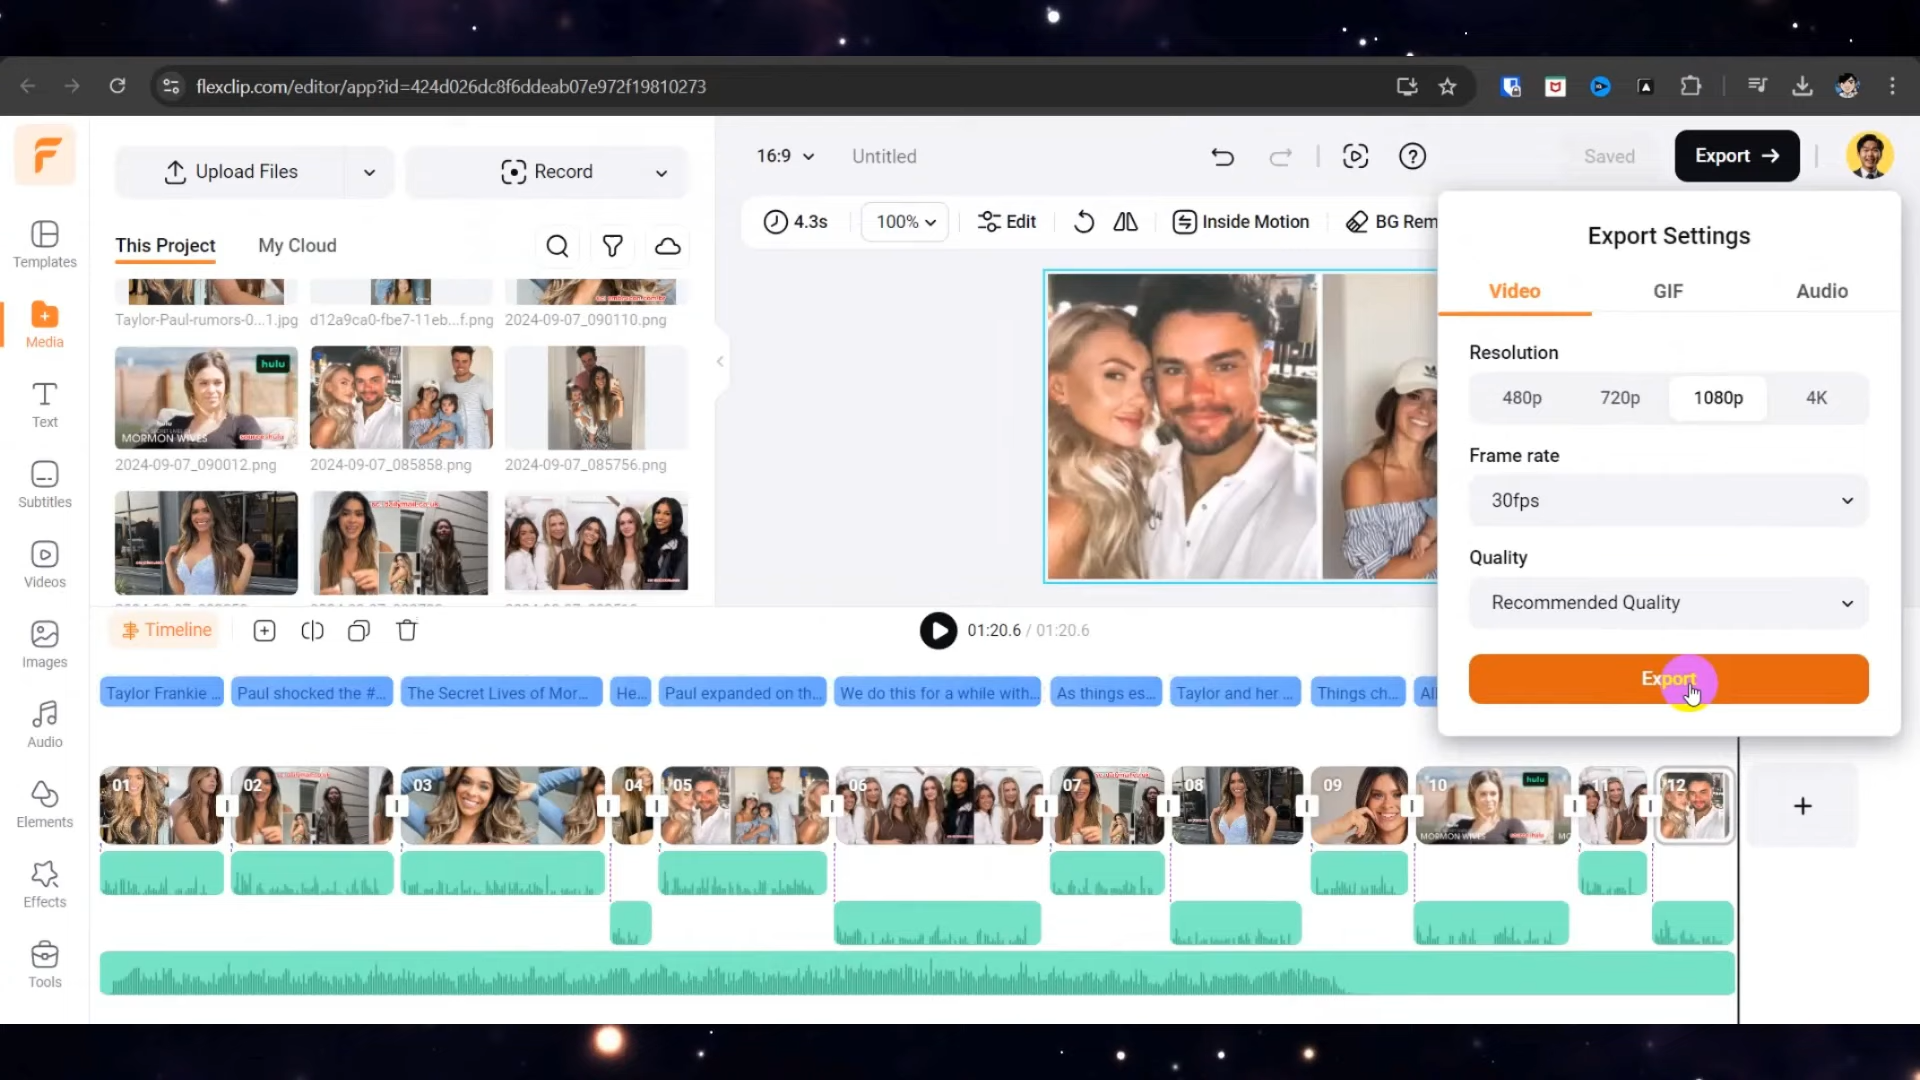 flexclip.com/editor/app?id=424d026dc8f6ddeab07e972f19810273
Upload Files
Record
16:9
Untitled
Saved
Export →
Templates
Media
Text
Subtitles
Videos
Images
Audio
Elements
Effects
Tools
This Project
My Cloud
Taylor-Paul-rumors-0...1.jpg
d12a9ca0-fbe7-11eb...f.png
2024-09-07_090110.png
hulu
MORMON WIVES
2024-09-07_090012.png
2024-09-07_085858.png
2024-09-07_085756.png
4.3s
100%
Edit
Inside Motion
BG Rem
Export Settings
Video
GIF
Audio
Resolution
480p
720p
1080p
4K
Frame rate
30fps
Quality
Recommended Quality
Export
Timeline
01:20.6 / 01:20.6
Taylor Frankie ...
Paul shocked the #...
The Secret Lives of Mor...
He...
Paul expanded on th...
We do this for a while with...
As things es...
Taylor and her ...
Things ch...
All
01
02
03
04
05
06
07
08
09
10
hulu
MORMON WIVES
11
12
+